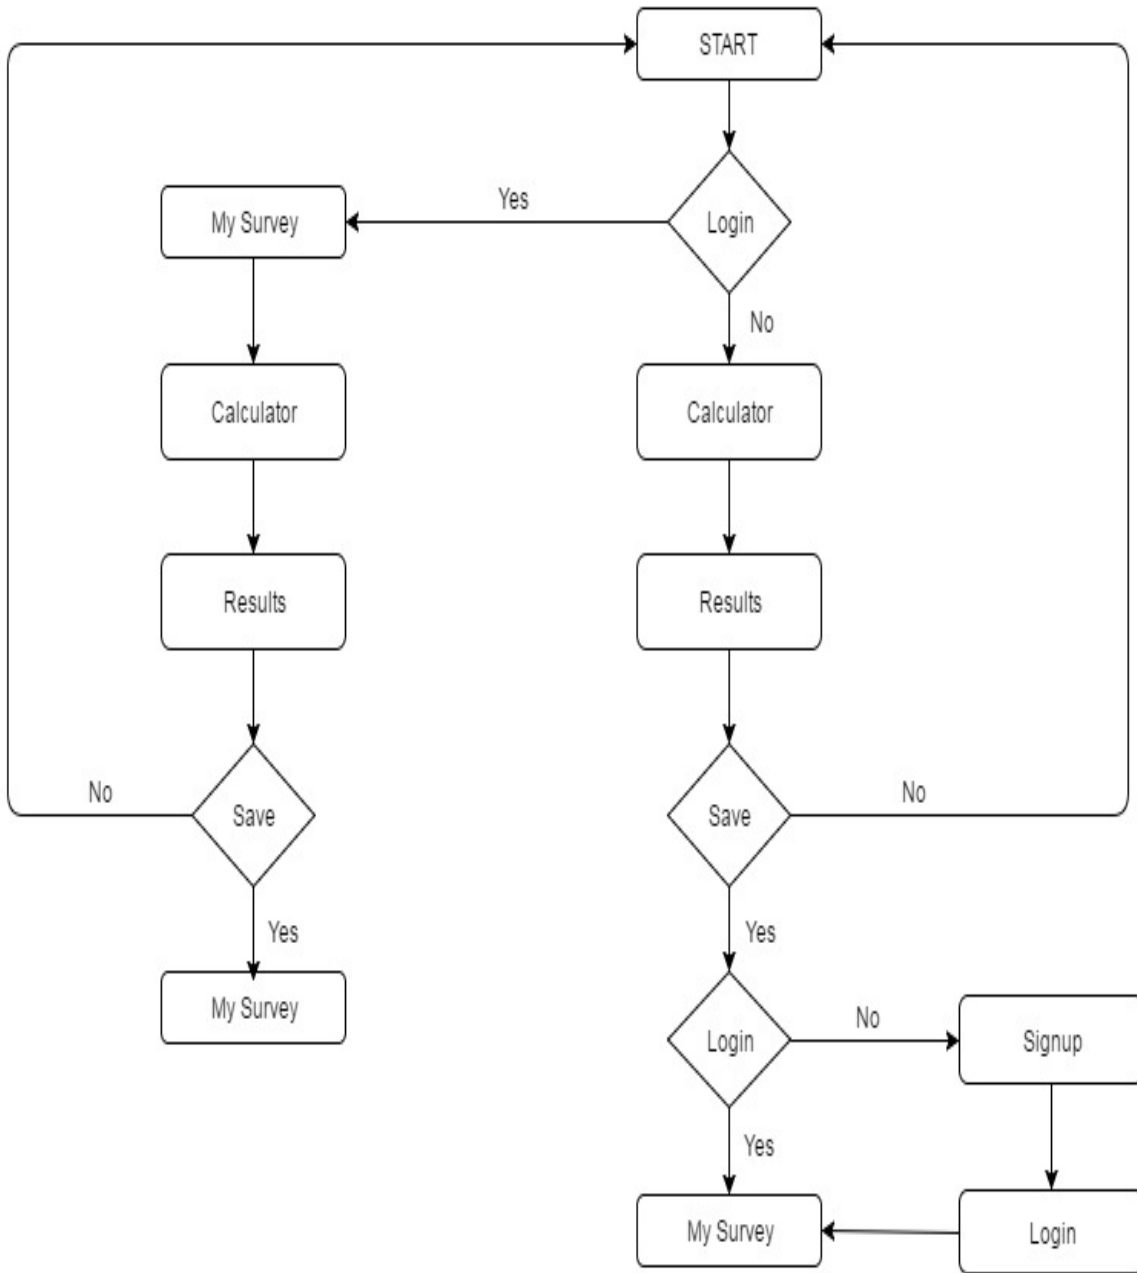 START
Login
Yes
My Survey
No
Calculator
Calculator
Results
Results
Save
No
Save
No
Yes
My Survey
Yes
Login
No
Signup
Yes
My Survey
Login